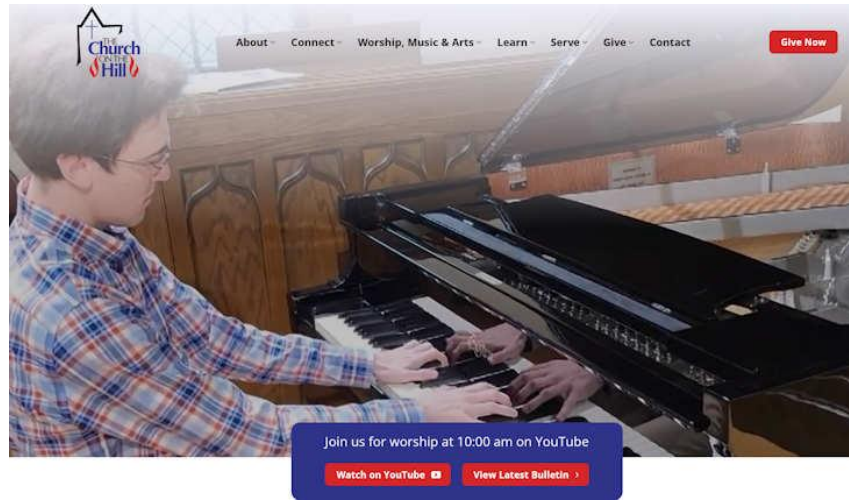 THE
Church
ON THE
Hill
About
Connect
Worship, Music & Arts
Learn
Serve
Give
Contact
Give Now
Join us for worship at 10:00 am on YouTube
Watch on YouTube
View Latest Bulletin